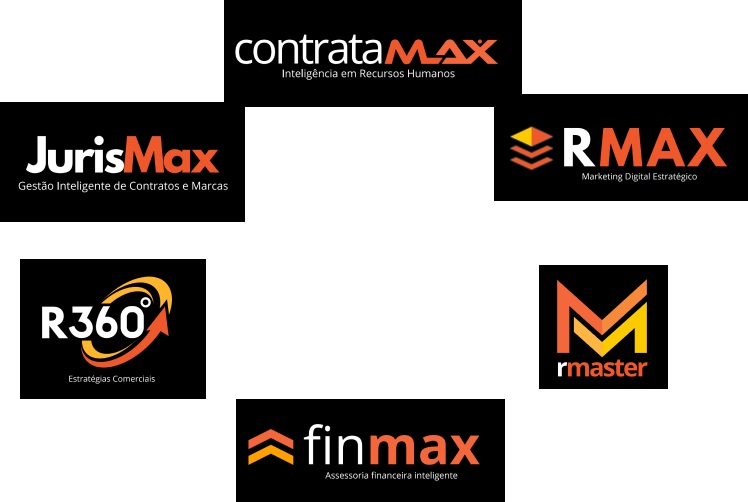 contrataMAX
Inteligência em Recursos Humanos
JurisMax
Gestão Inteligente de Contratos e Marcas
RMAX
Marketing Digital Estratégico
R360°
Estratégias Comerciais
rmaster
finmax
Assessoria financeira inteligente